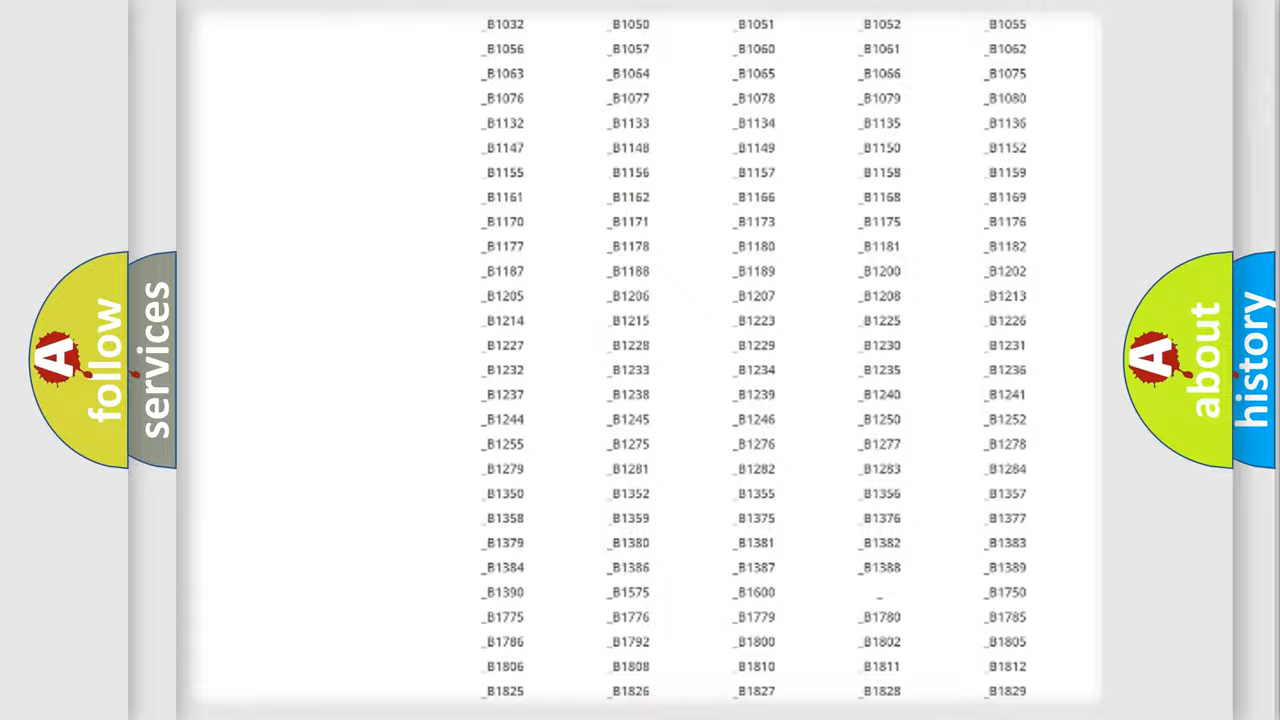 _B1032 _B1050 _B1051 _B1052 _B1055
_B1056 _B1057 _B1060 _B1061 _B1062
_B1063 _B1064 _B1065 _B1066 _B1075
_B1076 _B1077 _B1078 _B1079 _B1080
_B1132 _B1133 _B1134 _B1135 _B1136
_B1147 _B1148 _B1149 _B1150 _B1152
_B1155 _B1156 _B1157 _B1158 _B1159
_B1161 _B1162 _B1166 _B1168 _B1169
_B1170 _B1171 _B1173 _B1175 _B1176
_B1177 _B1178 _B1180 _B1181 _B1182
_B1187 _B1188 _B1189 _B1200 _B1202
_B1205 _B1206 _B1207 _B1208 _B1213
_B1214 _B1215 _B1223 _B1225 _B1226
_B1227 _B1228 _B1229 _B1230 _B1231
_B1232 _B1233 _B1234 _B1235 _B1236
_B1237 _B1238 _B1239 _B1240 _B1241
_B1244 _B1245 _B1246 _B1250 _B1252
_B1255 _B1275 _B1276 _B1277 _B1278
_B1279 _B1281 _B1282 _B1283 _B1284
_B1350 _B1352 _B1355 _B1356 _B1357
_B1358 _B1359 _B1375 _B1376 _B1377
_B1379 _B1380 _B1381 _B1382 _B1383
_B1384 _B1386 _B1387 _B1388 _B1389
_B1390 _B1575 _B1600 _ _B1750
_B1775 _B1776 _B1779 _B1780 _B1785
_B1786 _B1792 _B1800 _B1802 _B1805
_B1806 _B1808 _B1810 _B1811 _B1812
_B1825 _B1826 _B1827 _B1828 _B1829
A
follow
services
A
about
history